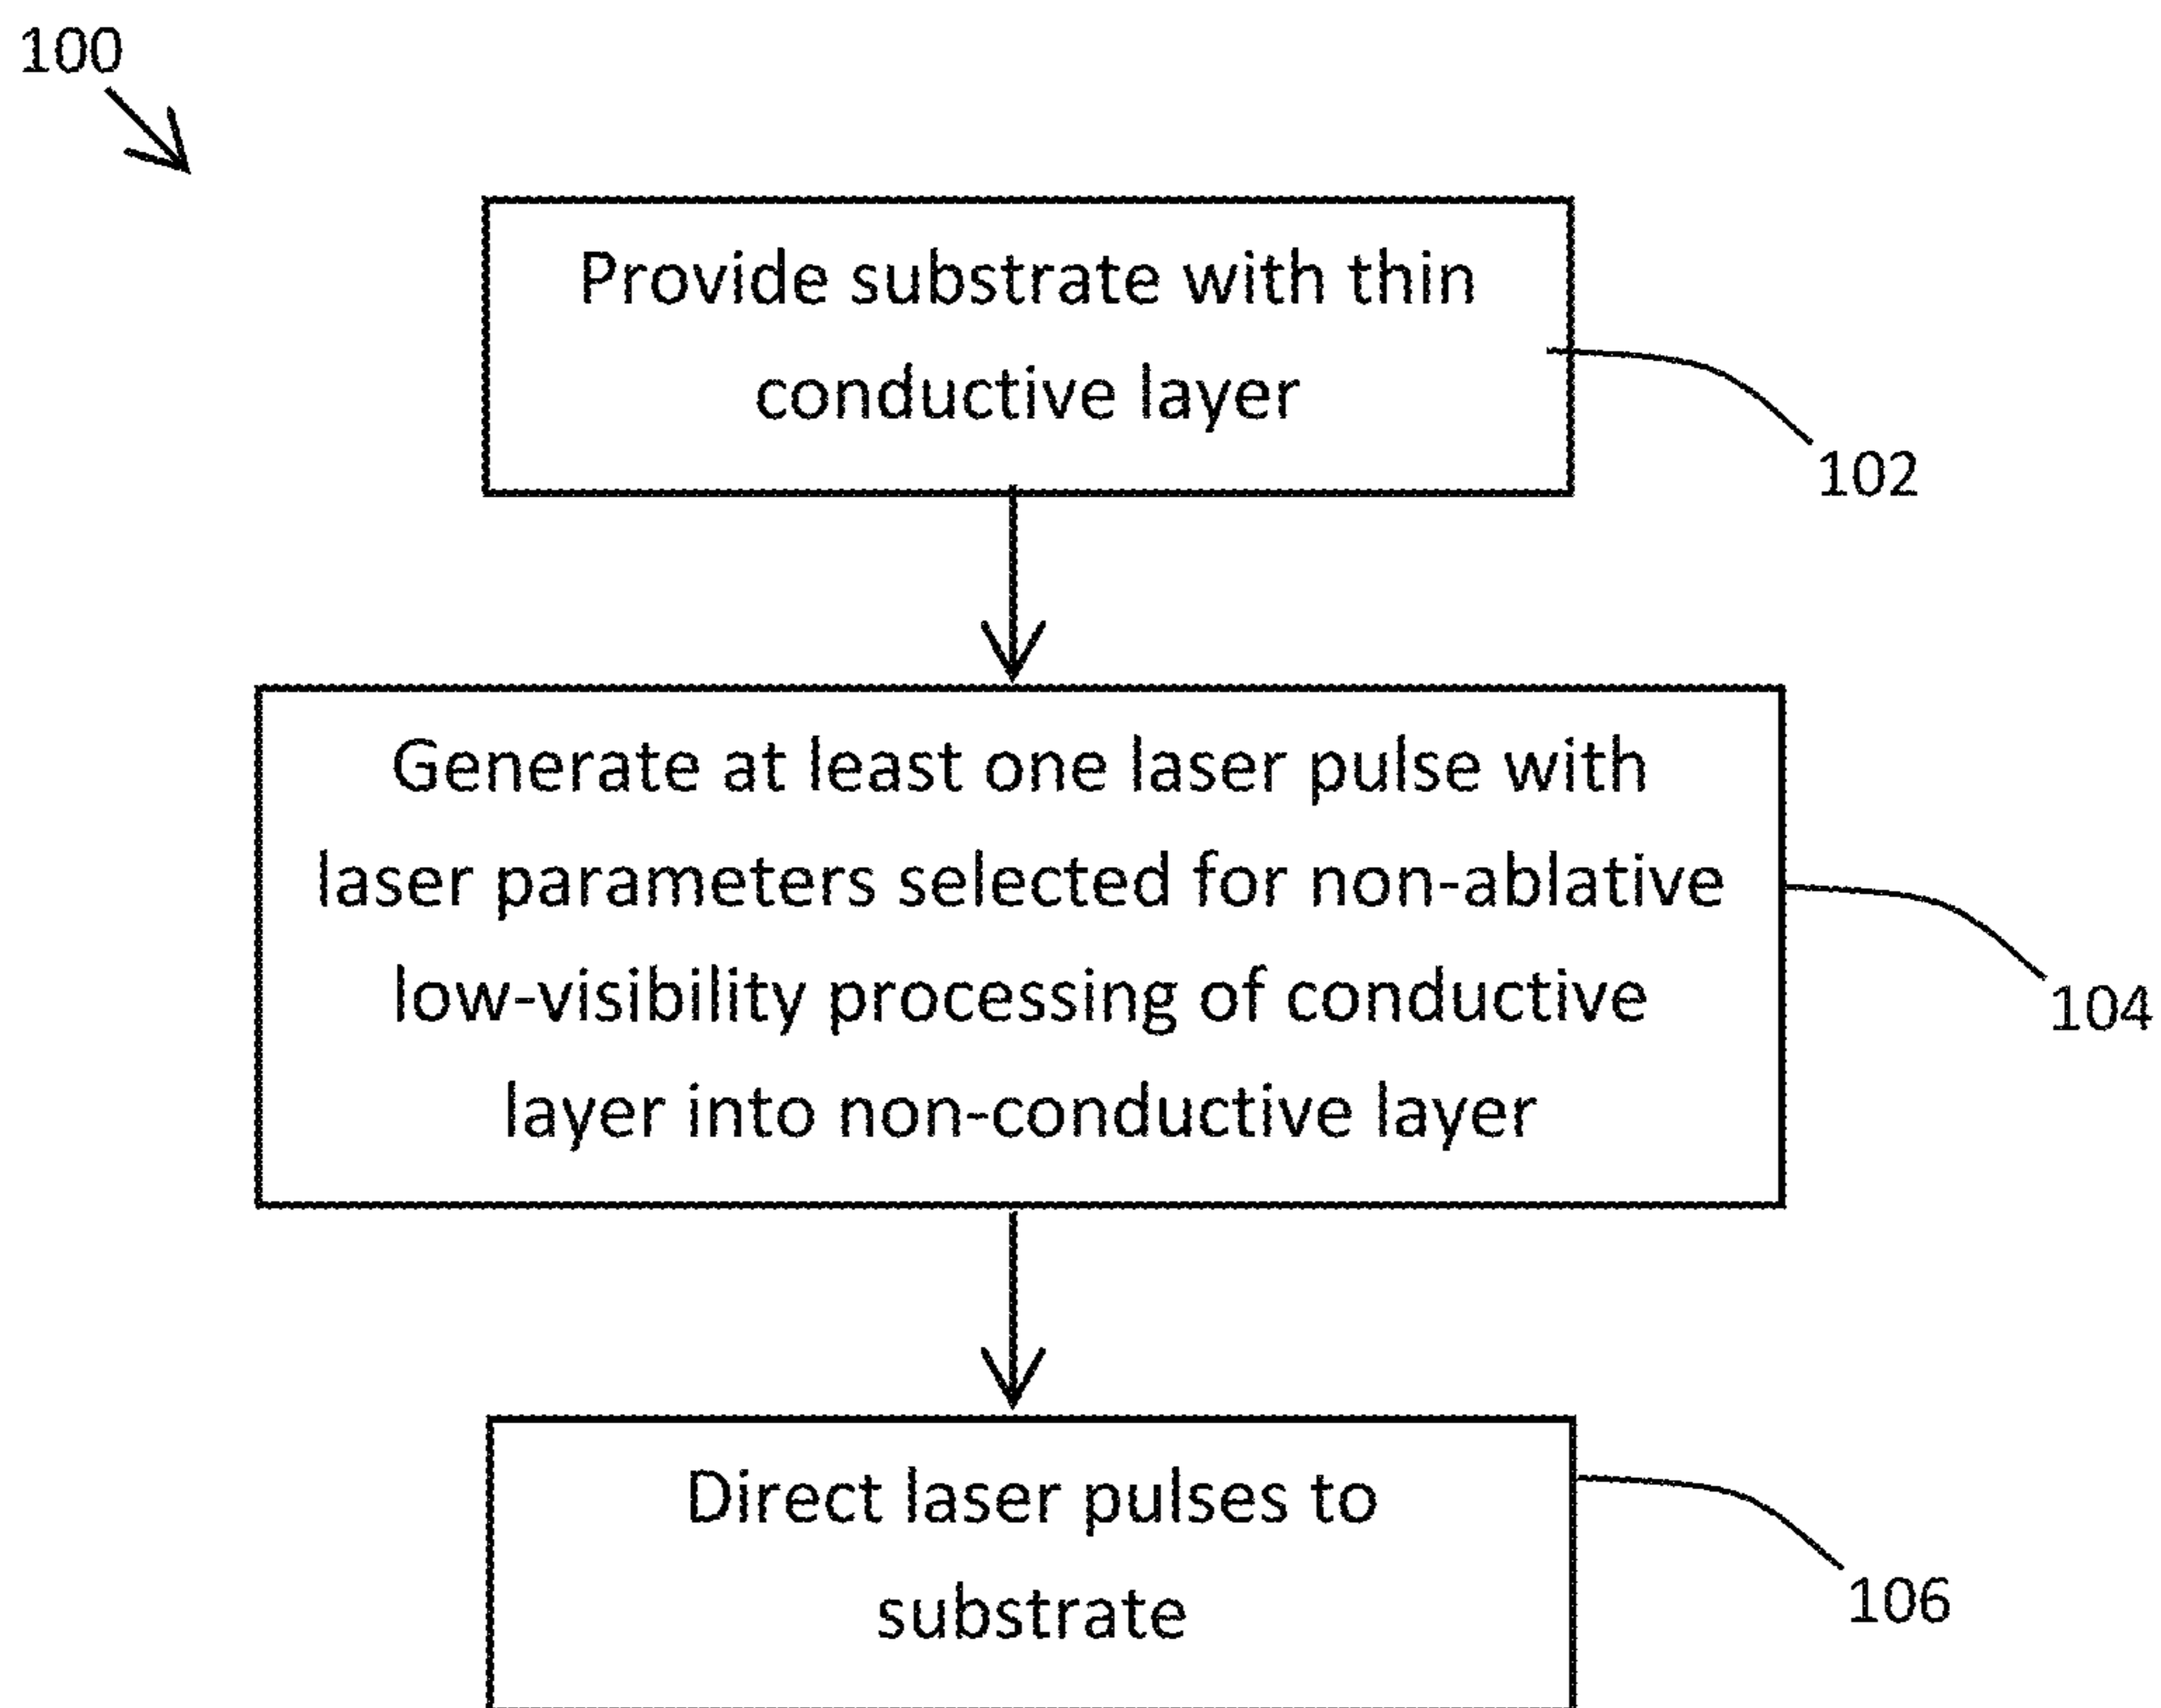 100
Provide substrate with thin
conductive layer
102
Generate at least one laser pulse with
laser parameters selected for non-ablative
low-visibility processing of conductive
layer into non-conductive layer
104
Direct laser pulses to
substrate
106